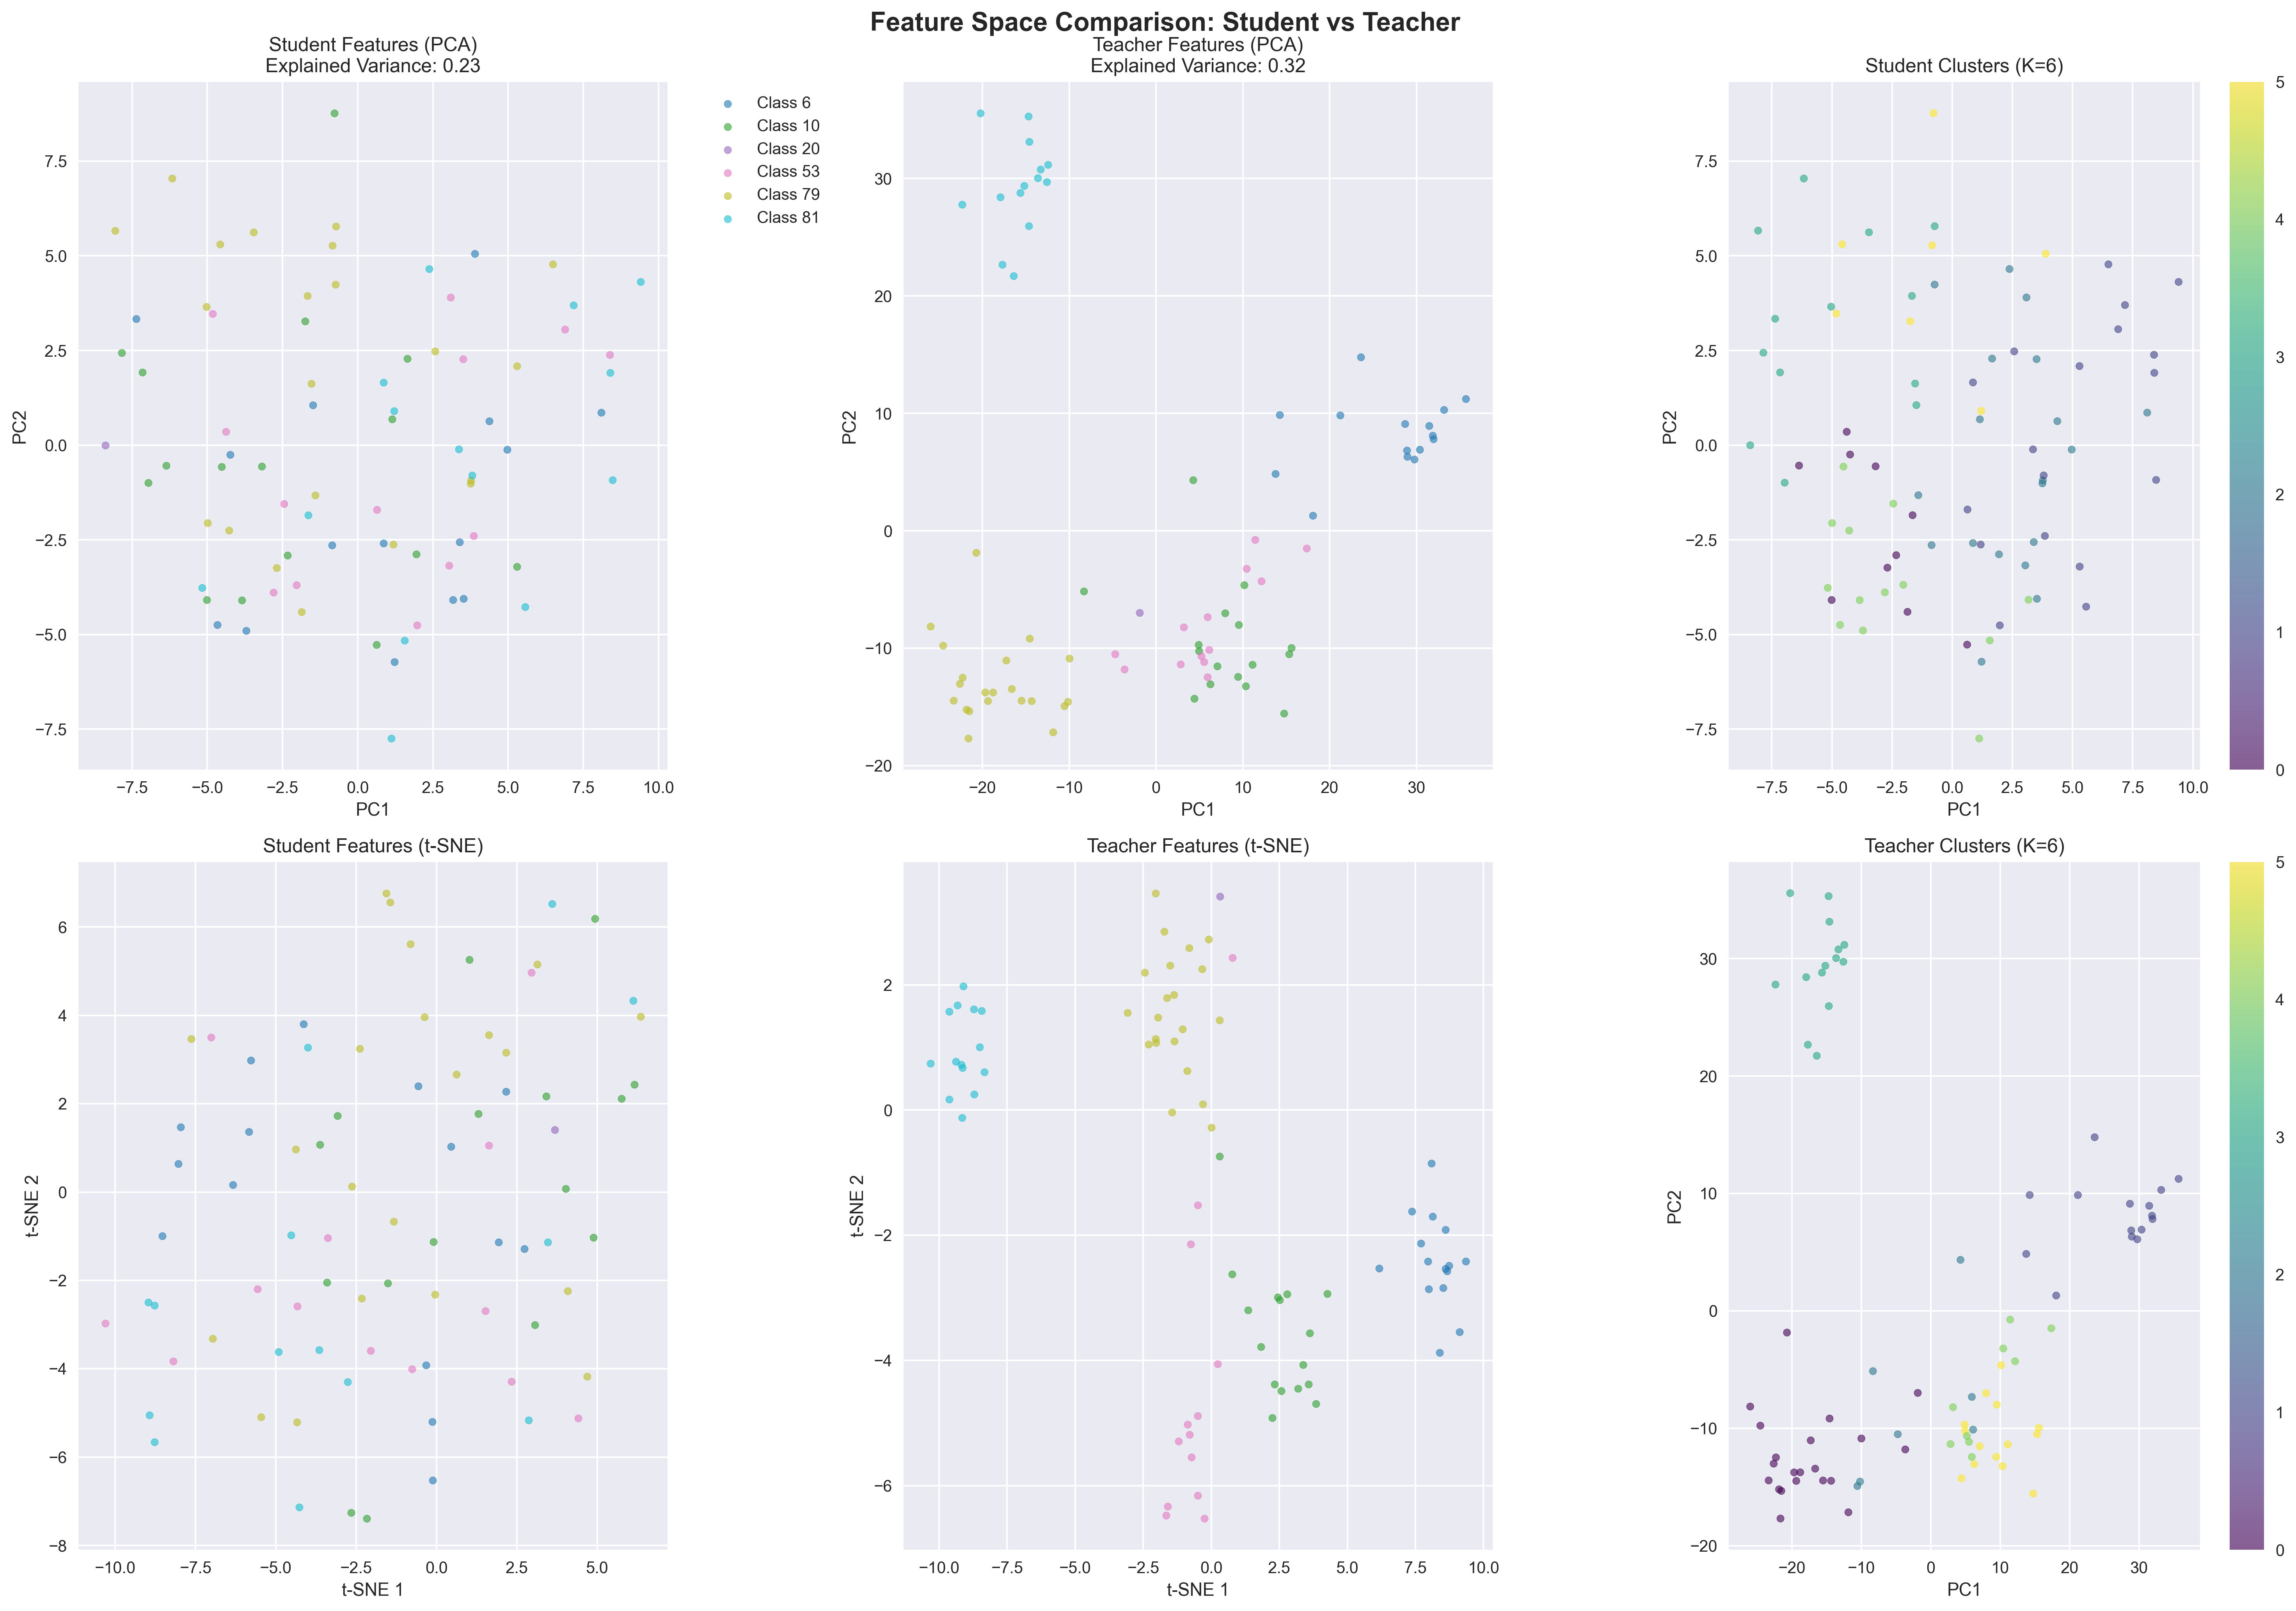 Feature Space Comparison: Student vs Teacher
Student Features (PCA)
Explained Variance: 0.23
7.5
5.0
2.5
0.0
−2.5
−5.0
−7.5
PC2
−7.5 −5.0 −2.5 0.0 2.5 5.0 7.5 10.0
PC1
Class 6
Class 10
Class 20
Class 53
Class 79
Class 81
Teacher Features (PCA)
Explained Variance: 0.32
30
20
10
0
−10
−20
PC2
−20 −10 0 10 20 30
PC1
Student Clusters (K=6)
7.5
5.0
2.5
0.0
−2.5
−5.0
−7.5
PC2
−7.5 −5.0 −2.5 0.0 2.5 5.0 7.5 10.0
PC1
5
4
3
2
1
0
Student Features (t-SNE)
6
4
2
0
−2
−4
−6
−8
t-SNE 2
−10.0 −7.5 −5.0 −2.5 0.0 2.5 5.0
t-SNE 1
Teacher Features (t-SNE)
2
0
−2
−4
−6
t-SNE 2
−10.0 −7.5 −5.0 −2.5 0.0 2.5 5.0 7.5 10.0
t-SNE 1
Teacher Clusters (K=6)
30
20
10
0
−10
−20
PC2
−20 −10 0 10 20 30
PC1
5
4
3
2
1
0